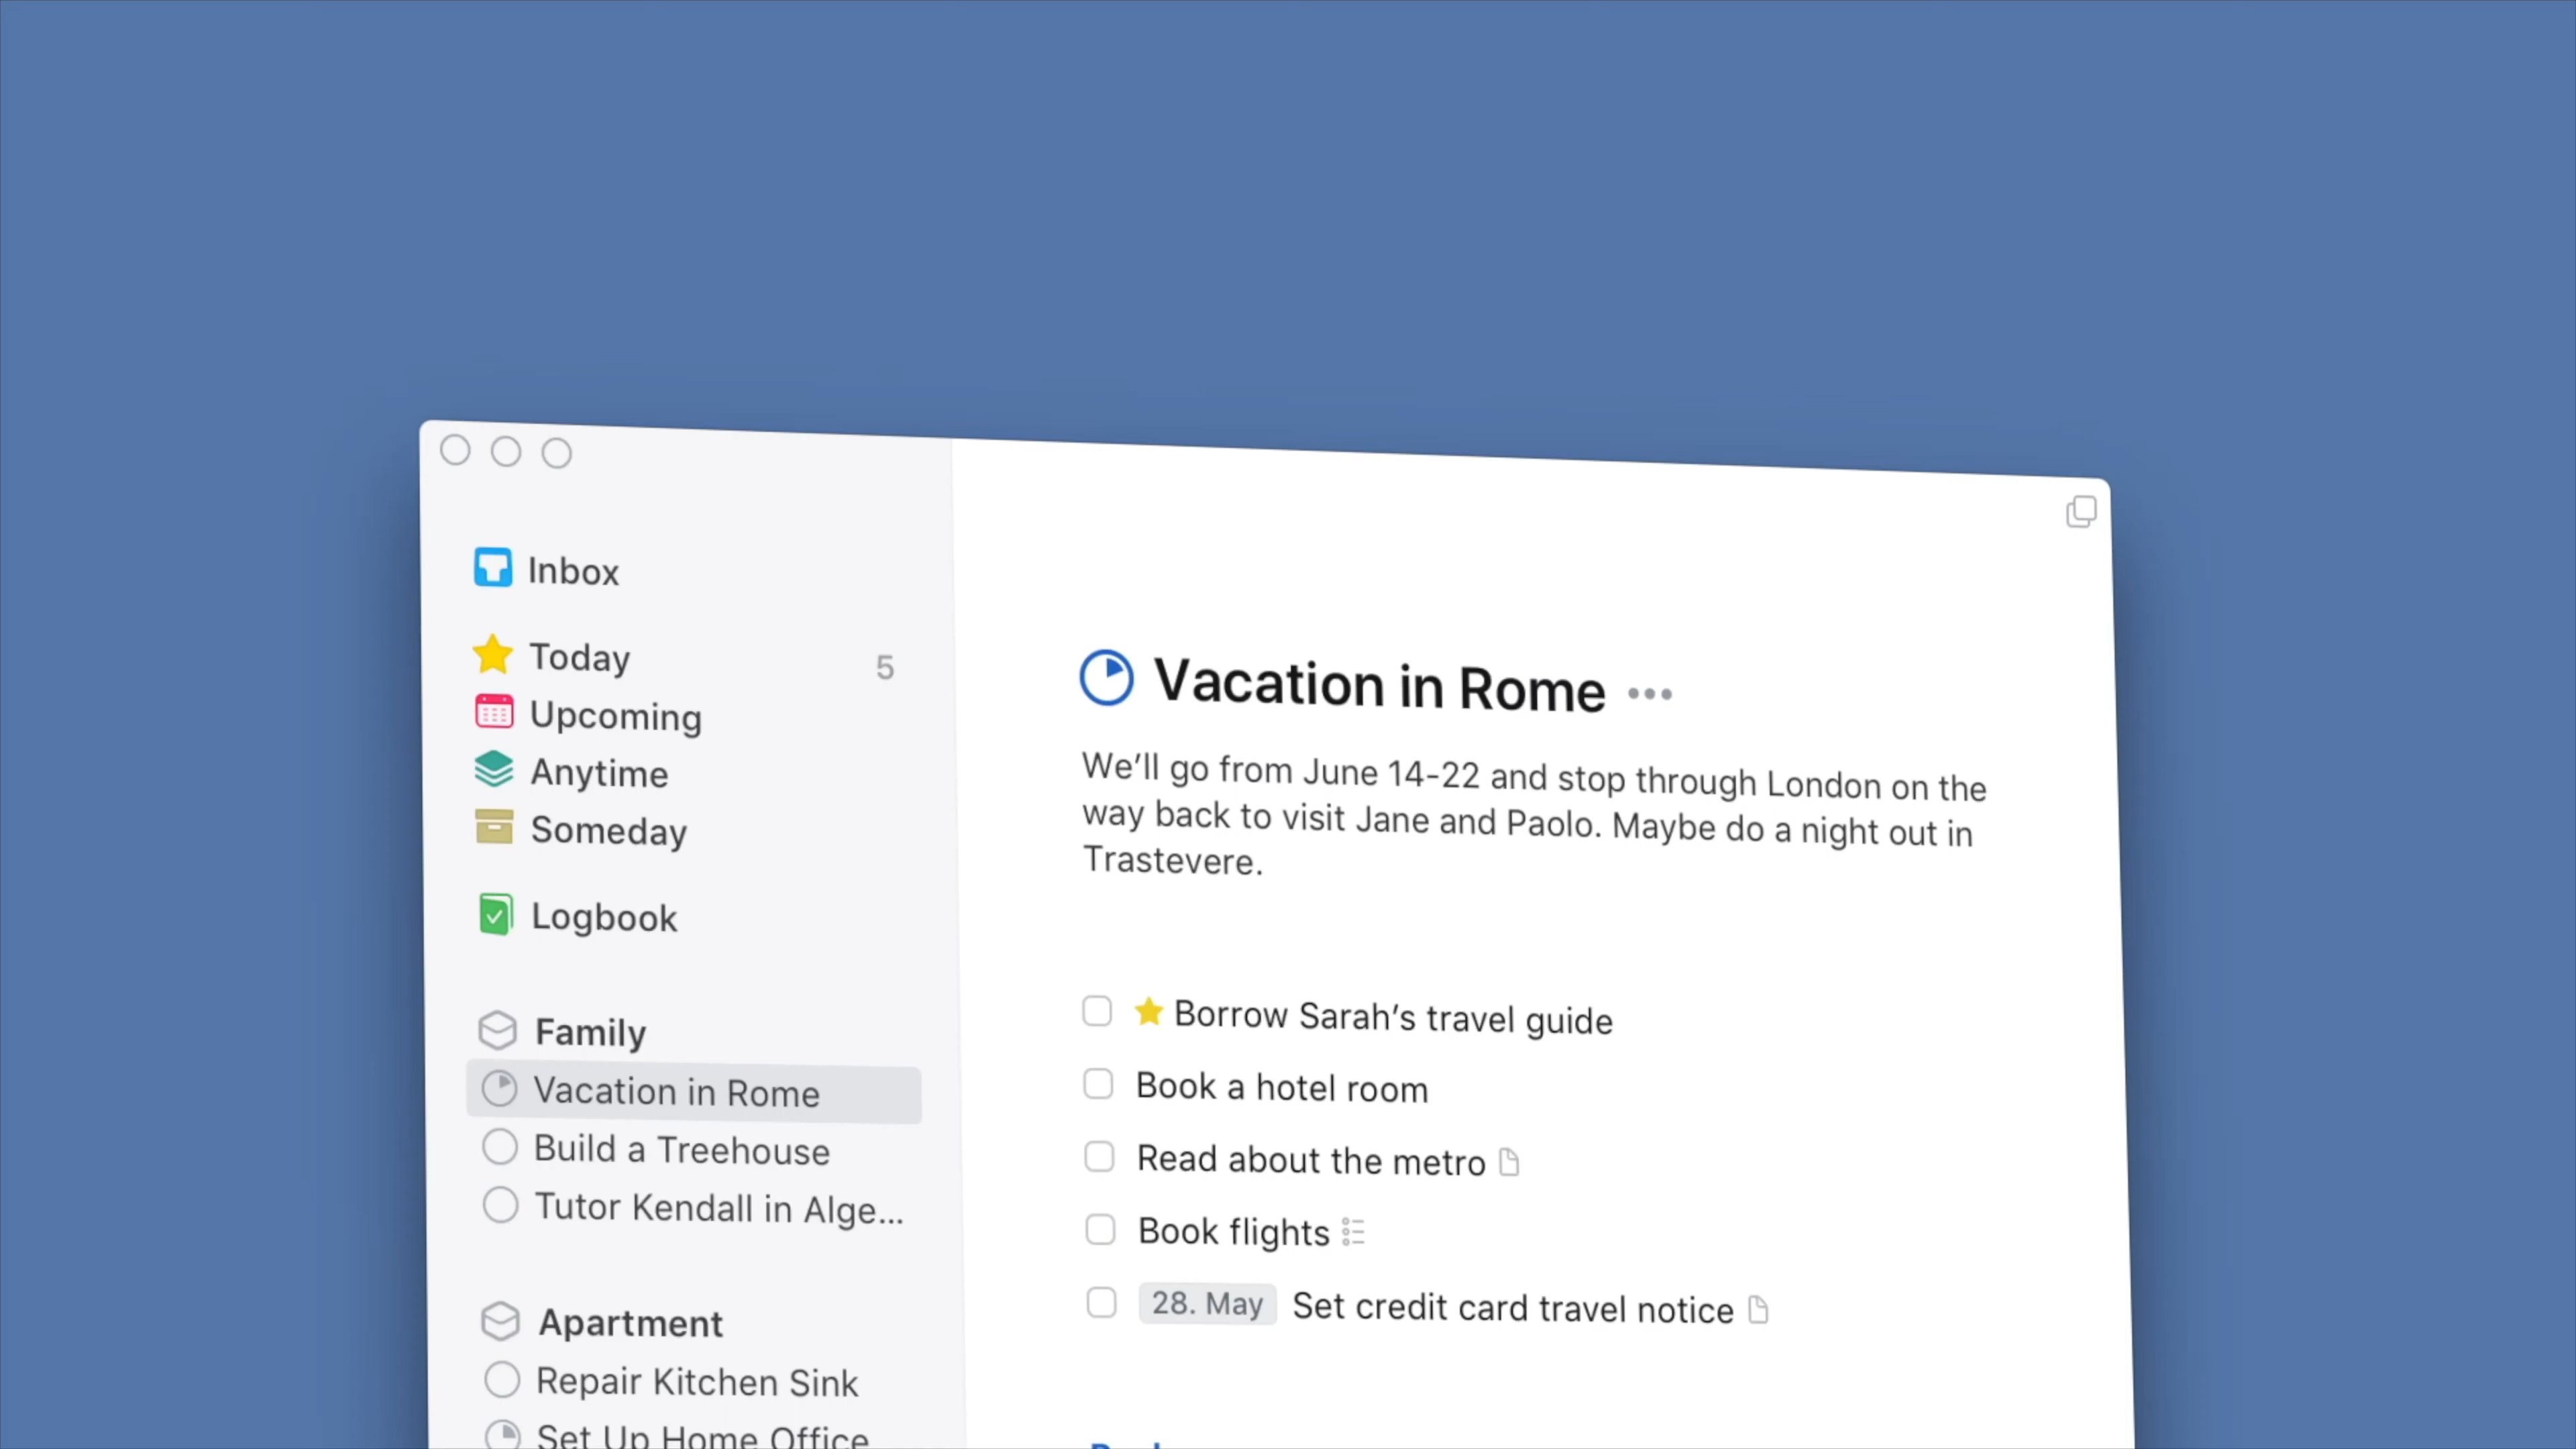 Inbox
Today 5
Upcoming
Anytime
Someday
Logbook
Family
Vacation in Rome
Build a Treehouse
Tutor Kendall in Alge...
Apartment
Repair Kitchen Sink
Set Up Home Office
Vacation in Rome
We’ll go from June 14-22 and stop through London on the
way back to visit Jane and Paolo. Maybe do a night out in
Trastevere.
Borrow Sarah’s travel guide
Book a hotel room
Read about the metro
Book flights
28. May Set credit card travel notice